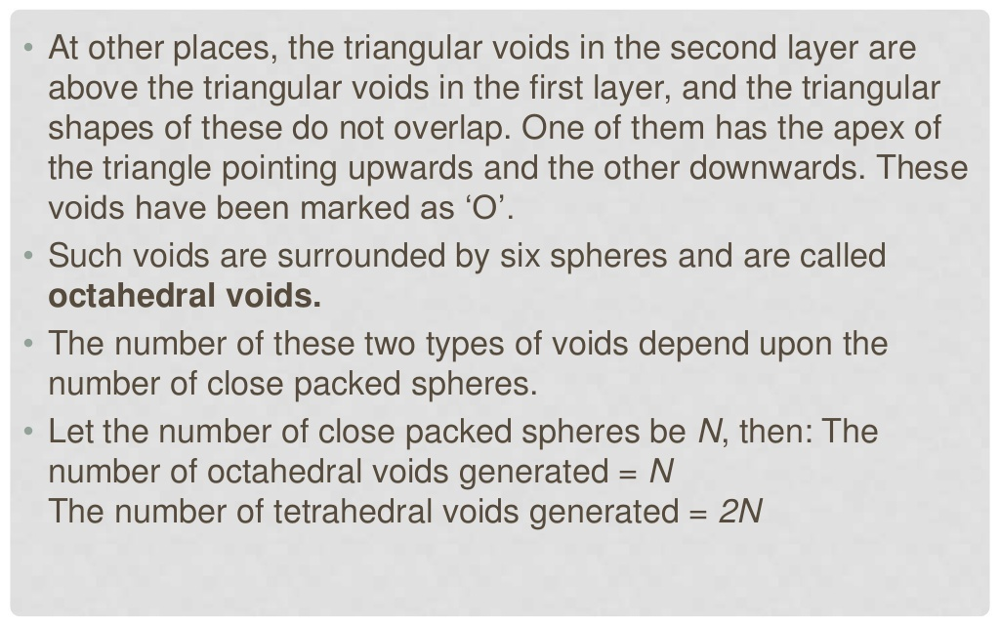 • At other places, the triangular voids in the second layer are
above the triangular voids in the first layer, and the triangular
shapes of these do not overlap. One of them has the apex of
the triangle pointing upwards and the other downwards. These
voids have been marked as ‘O’.
• Such voids are surrounded by six spheres and are called
octahedral voids.
• The number of these two types of voids depend upon the
number of close packed spheres.
• Let the number of close packed spheres be N, then: The
number of octahedral voids generated = N
The number of tetrahedral voids generated = 2N